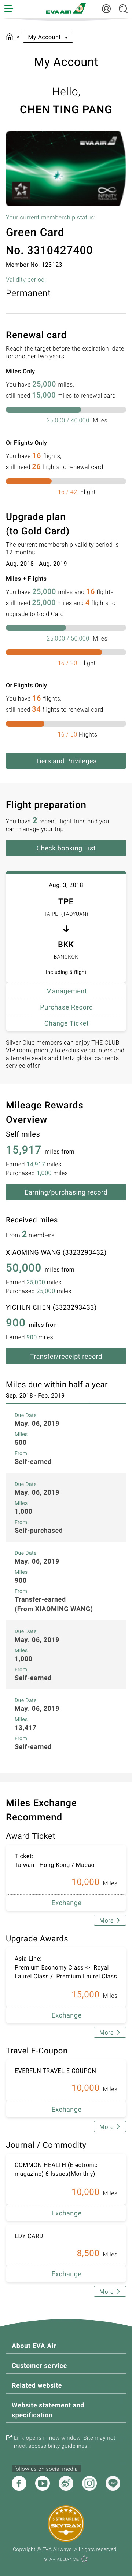 EVA AIR
> My Account
My Account
Hello,
CHEN TING PANG
EVA AIR
INFINITY MILEAGELANDS
Your current membership status:
Green Card
No. 3310427400
Member No. 123123
Validity period:
Permanent
Renewal card
Reach the target before the expiration date
for another two years
Miles Only
You have 25,000 miles,
still need 15,000 miles to renewal card
25,000 / 40,000 Miles
Or Flights Only
You have 16 flights,
still need 26 flights to renewal card
16 / 42 Flight
Upgrade plan
(to Gold Card)
The current membership validity period is
12 months
Aug. 2018 - Aug. 2019
Miles + Flights
You have 25,000 miles and 16 flights
still need 25,000 miles and 4 flights to
upgrade to Gold Card
25,000 / 50,000 Miles
16 / 20 Flight
Or Flights Only
You have 16 flights,
still need 34 flights to renewal card
16 / 50 Flights
Tiers and Privileges
Flight preparation
You have 2 recent flight trips and you
can manage your trip
Check booking List
Aug. 3, 2018
TPE
TAIPEI (TAOYUAN)
BKK
BANGKOK
Including 6 flight
Management
Purchase Record
Change Ticket
Silver Club members can enjoy THE CLUB
VIP room; priority to exclusive counters and
alternate seats and Hertz global car rental
service offer
Mileage Rewards
Overview
Self miles
15,917 miles from
Earned 14,917 miles
Purchased 1,000 miles
Earning/purchasing record
Received miles
From 2 members
XIAOMING WANG (3323293432)
50,000 miles from
Earned 25,000 miles
Purchased 25,000 miles
YICHUN CHEN (3323293433)
900 miles from
Earned 900 miles
Transfer/receipt record
Miles due within half a year
Sep. 2018 - Feb. 2019
Due Date
May. 06, 2019
Miles
500
From
Self-earned
Due Date
May. 06, 2019
Miles
1,000
From
Self-purchased
Due Date
May. 06, 2019
Miles
900
From
Transfer-earned
(From XIAOMING WANG)
Due Date
May. 06, 2019
Miles
1,000
From
Self-earned
Due Date
May. 06, 2019
Miles
13,417
From
Self-earned
Miles Exchange
Recommend
Award Ticket
Ticket:
Taiwan - Hong Kong / Macao
10,000 Miles
Exchange
More
Upgrade Awards
Asia Line:
Premium Economy Class -> Royal
Laurel Class / Premium Laurel Class
15,000 Miles
Exchange
More
Travel E-Coupon
EVERFUN TRAVEL E-COUPON
10,000 Miles
Exchange
More
Journal / Commodity
COMMON HEALTH (Electronic
magazine) 6 Issues(Monthly)
10,000 Miles
Exchange
EDY CARD
8,500 Miles
Exchange
More
About EVA Air
Customer service
Related website
Website statement and
specification
Link opens in new window. Site may not
meet accessibility guidelines
follow us on social media
SKYTRAX
Copyright © EVA Airways. All rights reserved.
STAR ALLIANCE